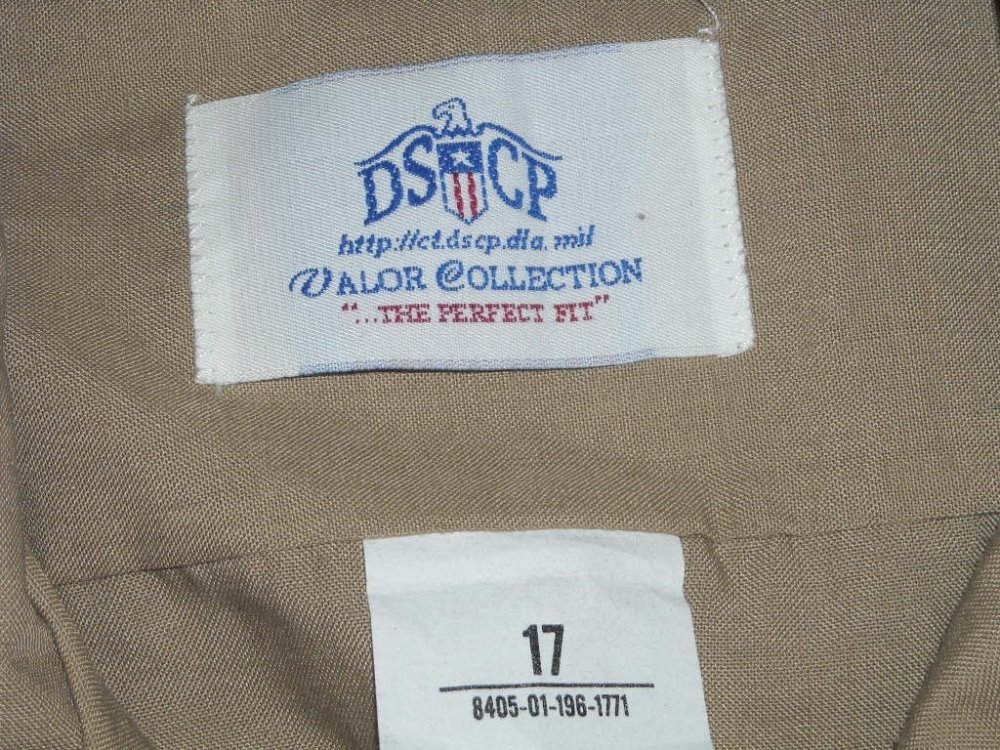 DSCP
http://ct.dscp.dla.mil
VALOR COLLECTION
"...THE PERFECT FIT"
17
8405-01-196-1771